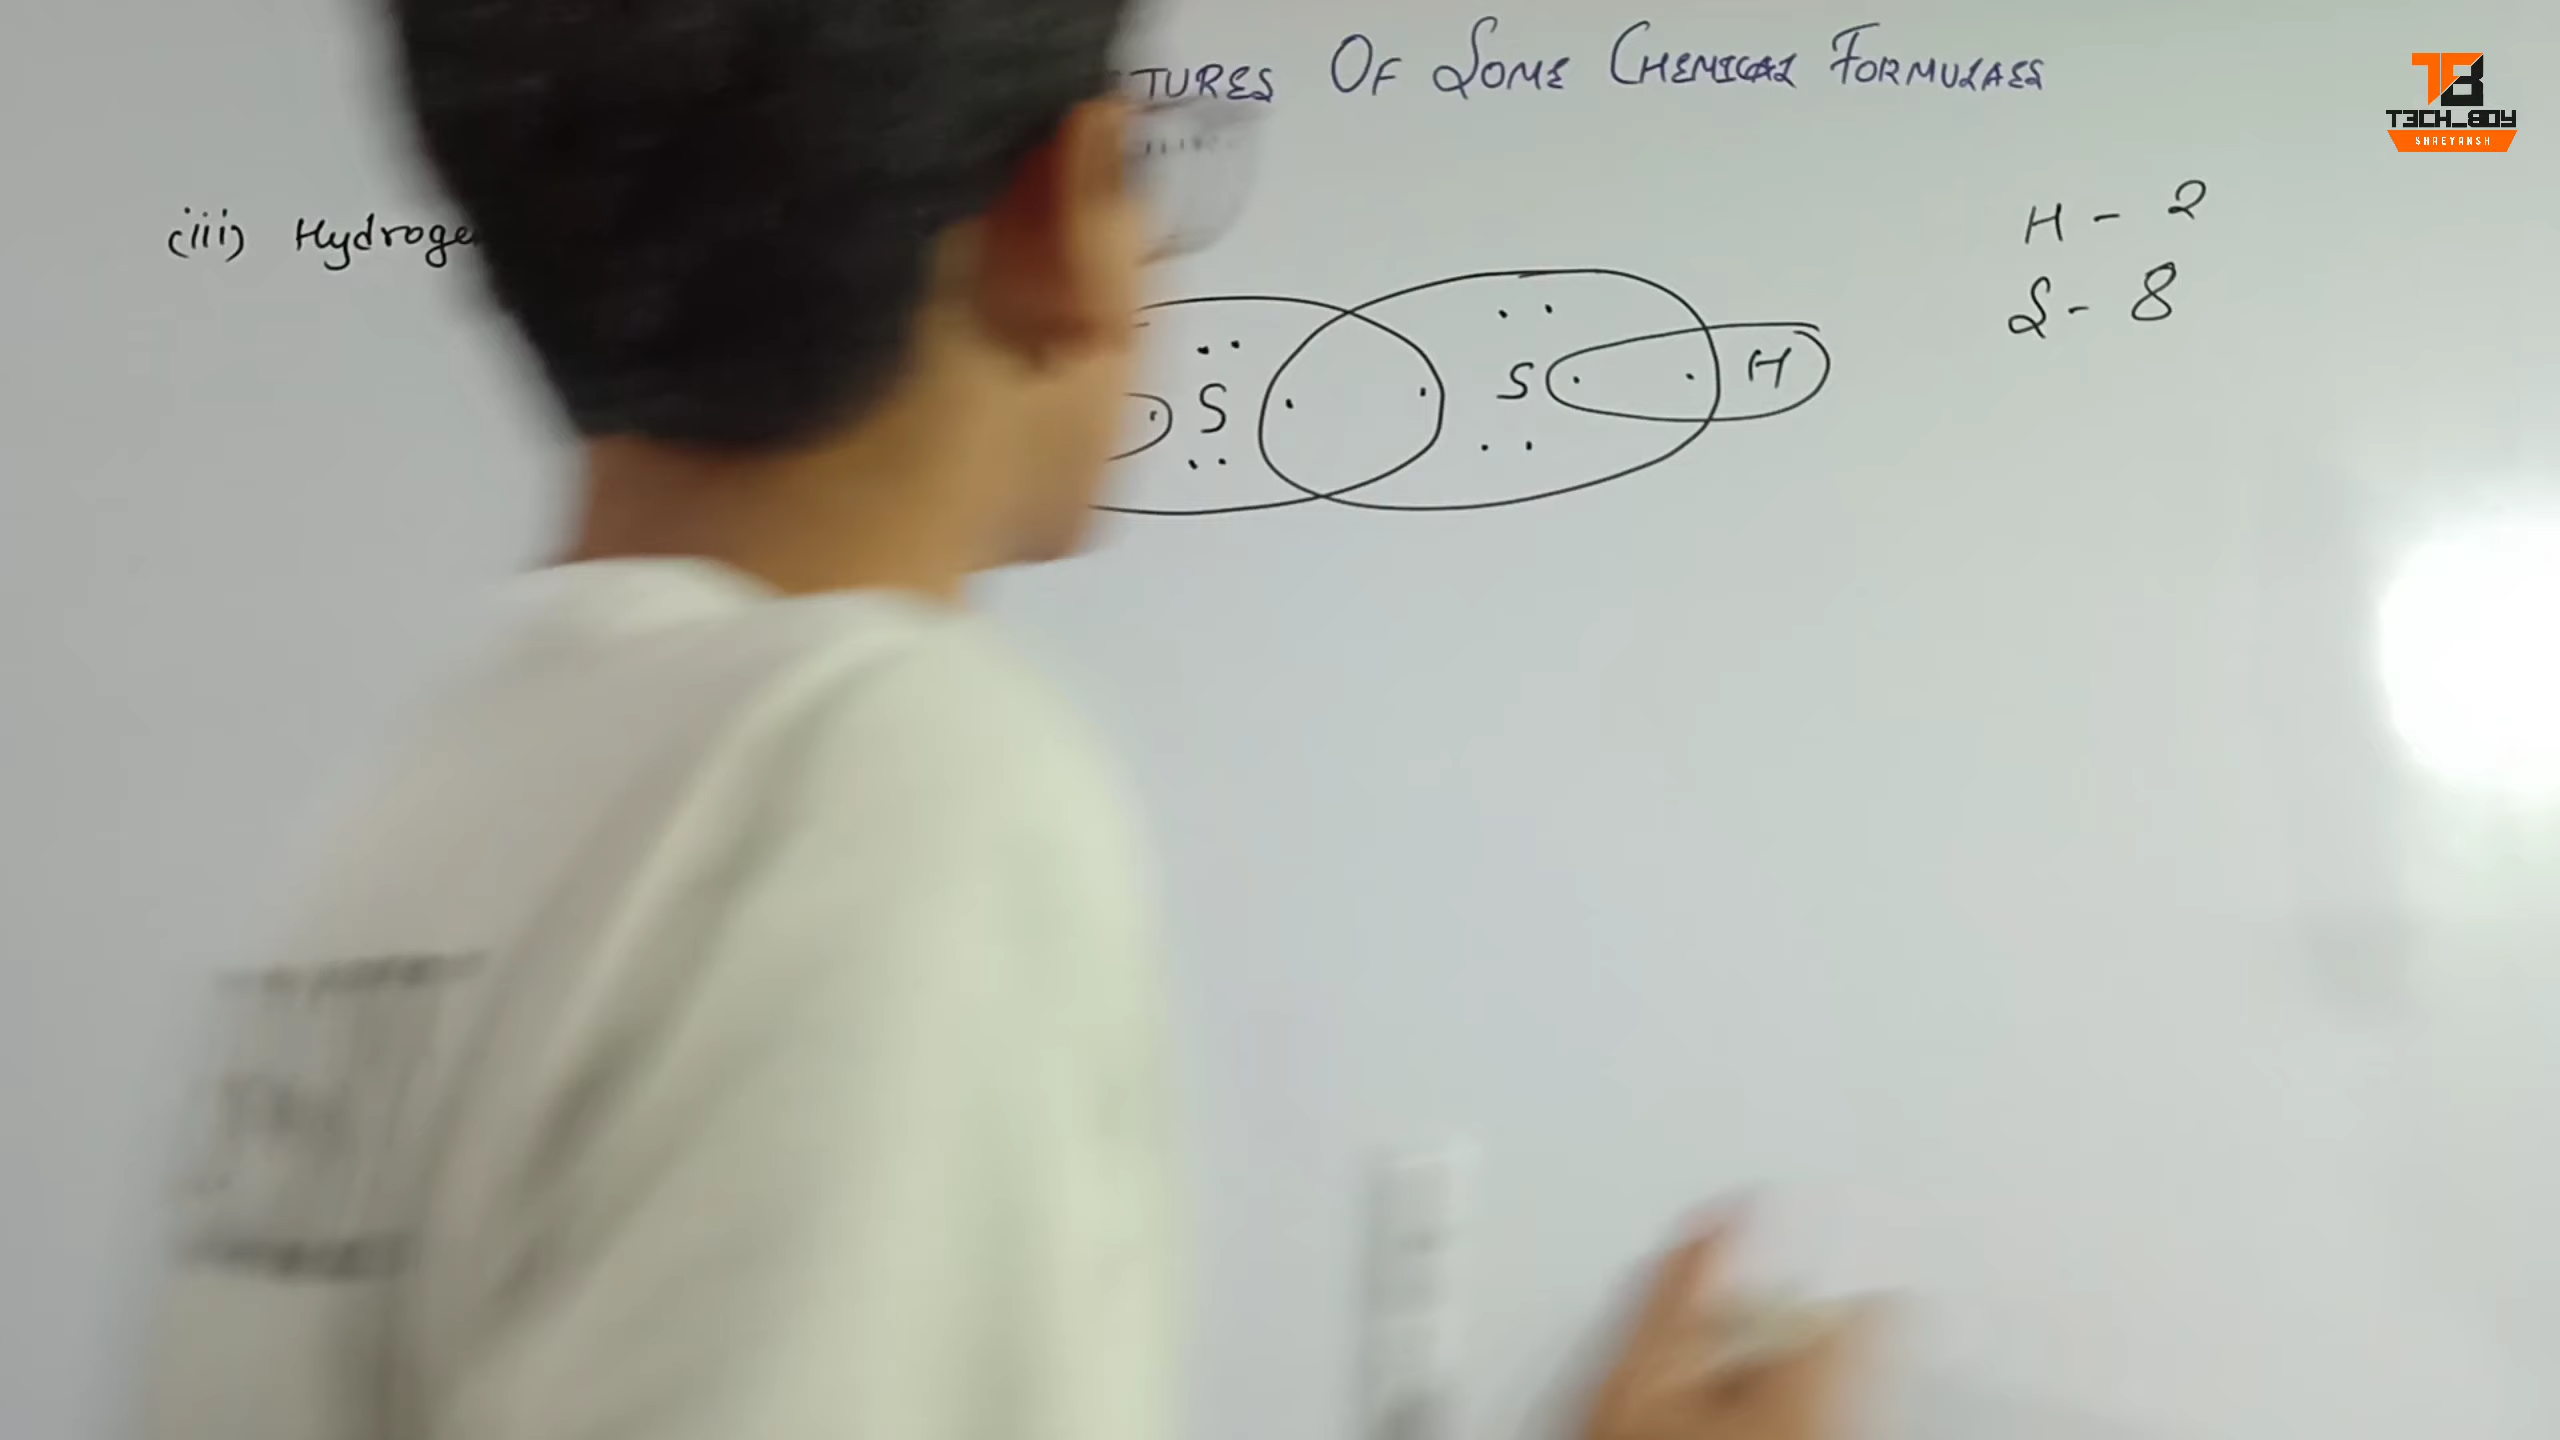 TURES OF SOME CHEMICAL FORMULAES
T3CH_BOY
SHREYANSH
(iii) Hydroge
H - 2
S - 8
S S H